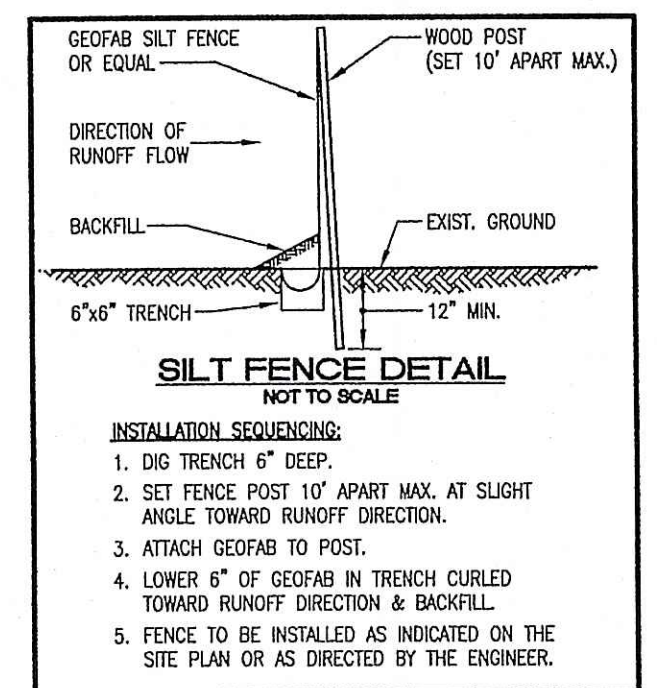 GEOFAB SILT FENCE
OR EQUAL
WOOD POST
(SET 10' APART MAX.)
DIRECTION OF
RUNOFF FLOW
BACKFILL
EXIST. GROUND
6"x6" TRENCH
12" MIN.
SILT FENCE DETAIL
NOT TO SCALE
INSTALLATION SEQUENCING:
1. DIG TRENCH 6" DEEP.
2. SET FENCE POST 10' APART MAX. AT SLIGHT
ANGLE TOWARD RUNOFF DIRECTION.
3. ATTACH GEOFAB TO POST.
4. LOWER 6" OF GEOFAB IN TRENCH CURLED
TOWARD RUNOFF DIRECTION & BACKFILL
5. FENCE TO BE INSTALLED AS INDICATED ON THE
SITE PLAN OR AS DIRECTED BY THE ENGINEER.